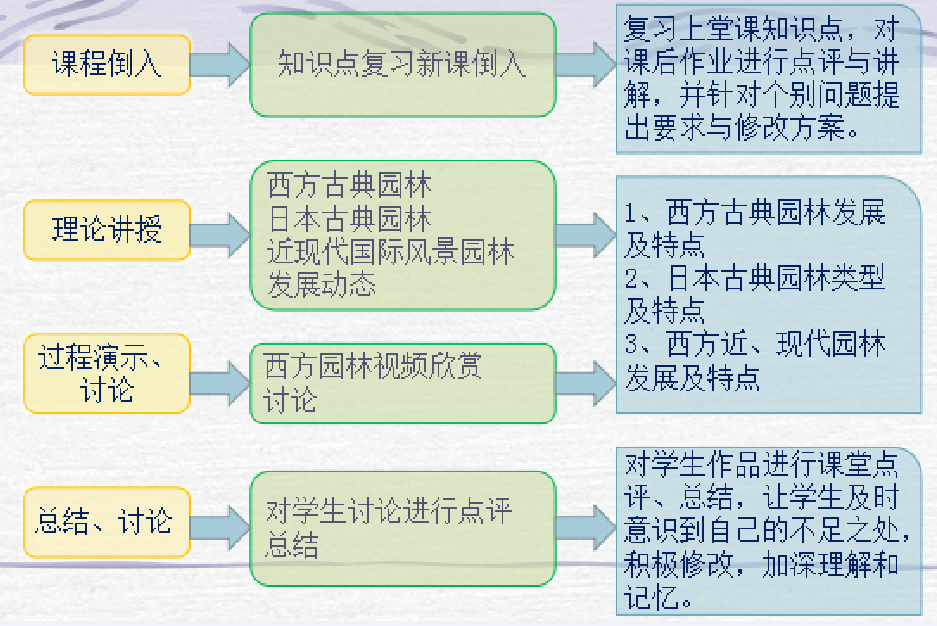 课程倒入
知识点复习新课倒入
复习上堂课知识点，对
课后作业进行点评与讲
解，并针对个别问题提
出要求与修改方案。
理论讲授
西方古典园林
日本古典园林
近现代国际风景园林
发展动态
1、西方古典园林发展
及特点
2、日本古典园林类型
及特点
3、西方近、现代园林
发展及特点
过程演示、
讨论
西方园林视频欣赏
讨论
总结、讨论
对学生讨论进行点评
总结
对学生作品进行课堂点
评、总结，让学生及时
意识到自己的不足之处，
积极修改，加深理解和
记忆。